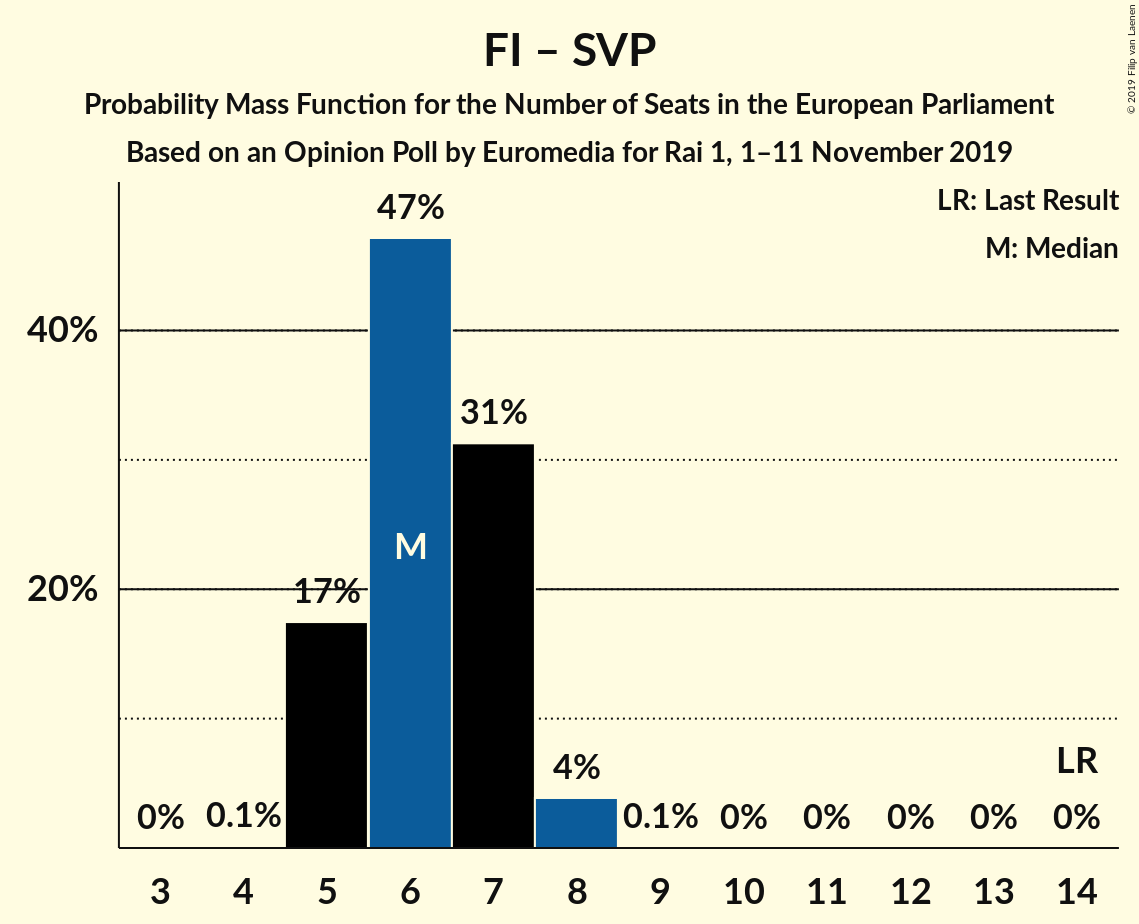 FI – SVP
Probability Mass Function for the Number of Seats in the European Parliament
Based on an Opinion Poll by Euromedia for Rai 1, 1–11 November 2019
© 2019 Filip van Laenen
LR: Last Result
M: Median
47%
40%
31%
M
20%
17%
4%
LR
0%
0.1%
0.1%
0%
0%
0%
0%
0%
3 4 5 6 7 8 9 10 11 12 13 14